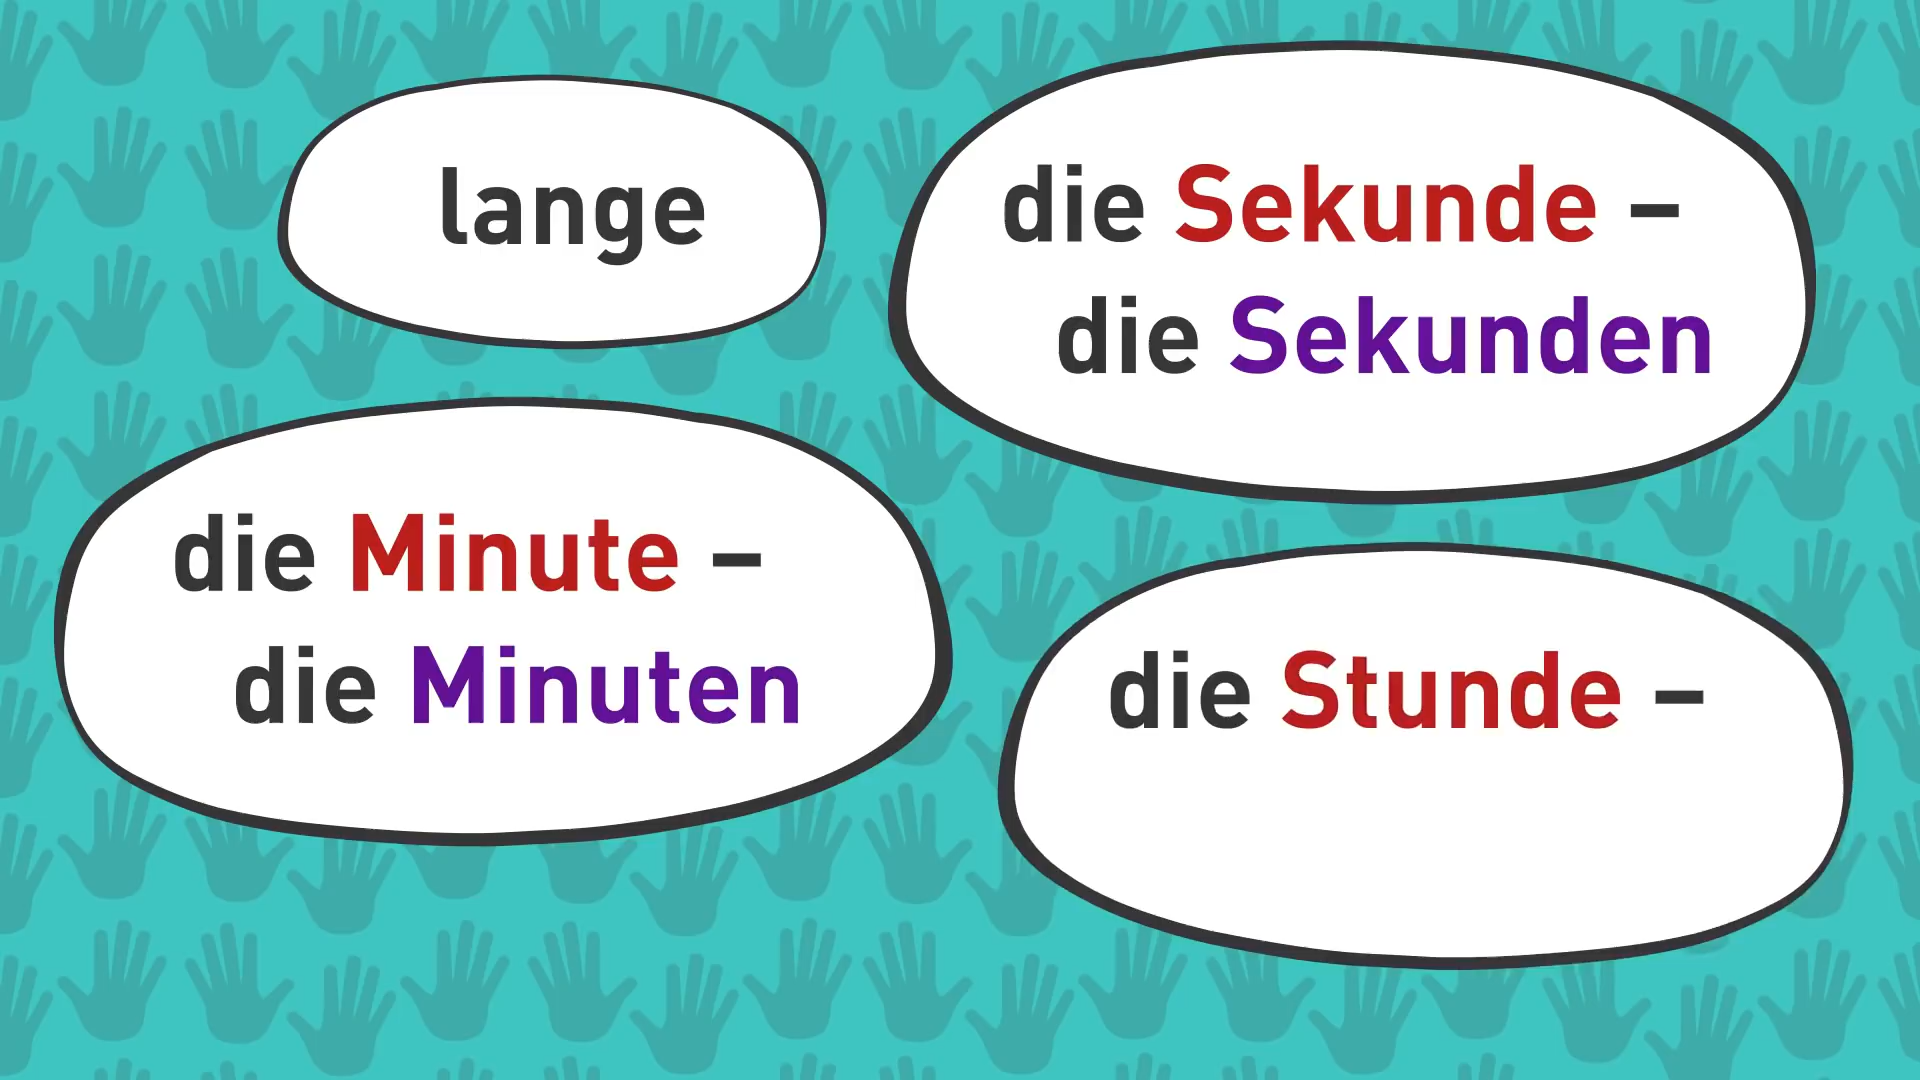 lange
die Sekunde –
die Sekunden
die Minute –
die Minuten
die Stunde –